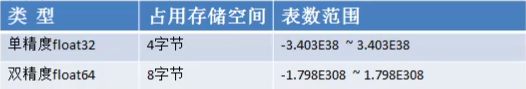 类 型 占用存储空间 表数范围
单精度float32 4字节 -3.403E38 ~ 3.403E38
双精度float64 8字节 -1.798E308 ~ 1.798E308